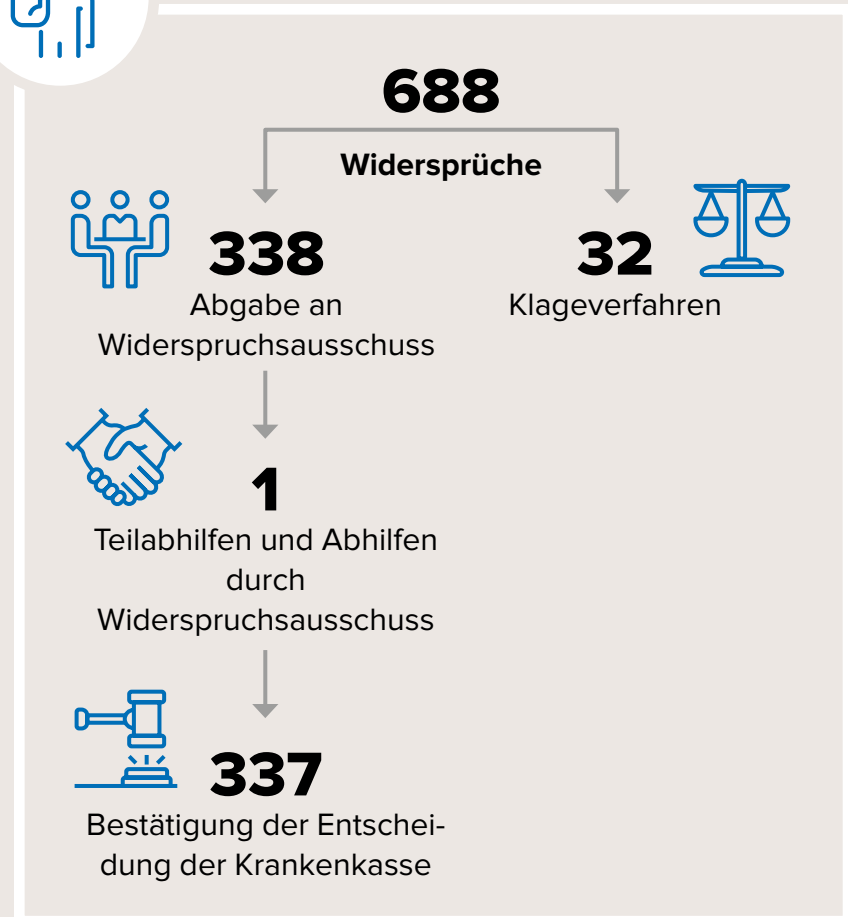 688
Widersprüche
338
Abgabe an
Widerspruchsausschuss
32
Klageverfahren
1
Teilabhilfen und Abhilfen
durch
Widerspruchsausschuss
337
Bestätigung der Entschei-
dung der Krankenkasse